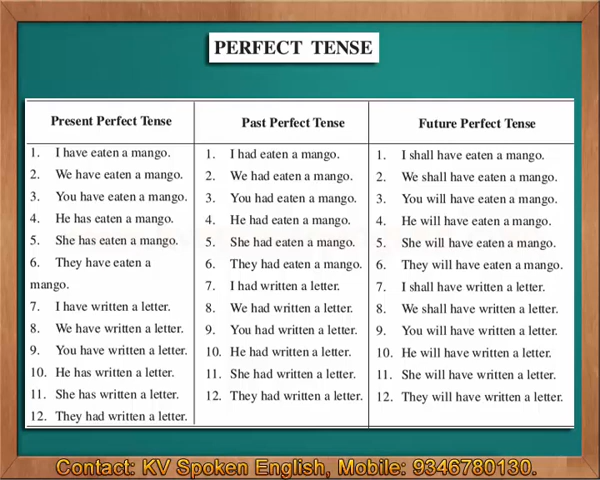 PERFECT TENSE
Present Perfect Tense
1. I have eaten a mango.
2. We have eaten a mango.
3. You have eaten a mango.
4. He has eaten a mango.
5. She has eaten a mango.
6. They have eaten a
mango.
7. I have written a letter.
8. We have written a letter.
9. You have written a letter.
10. He has written a letter.
11. She has written a letter.
12. They had written a letter.
Past Perfect Tense
1. I had eaten a mango.
2. We had eaten a mango.
3. You had eaten a mango.
4. He had eaten a mango.
5. She had eaten a mango.
6. They had eaten a mango.
7. I had written a letter.
8. We had written a letter.
9. You had written a letter.
10. He had written a letter.
11. She had written a letter.
12. They had written a letter.
Future Perfect Tense
1. I shall have eaten a mango.
2. We shall have eaten a mango.
3. You will have eaten a mango.
4. He will have eaten a mango.
5. She will have eaten a mango.
6. They will have eaten a mango.
7. I shall have written a letter.
8. We shall have written a letter.
9. You will have written a letter.
10. He will have written a letter.
11. She will have written a letter.
12. They will have written a letter.
Contact: KV Spoken English, Mobile: 9346780130.